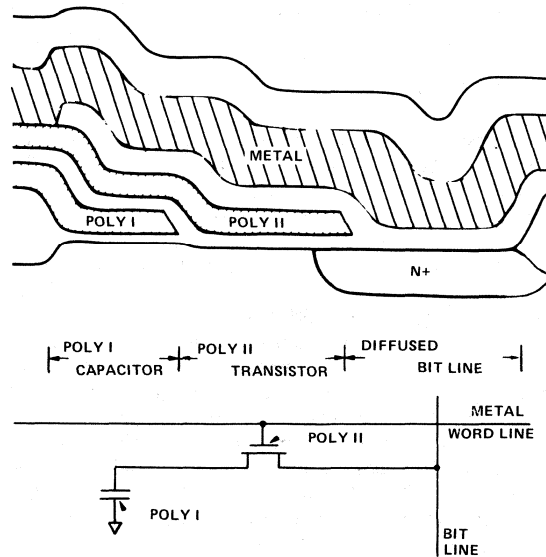 METAL
POLY I
POLY II
N+
POLY I
CAPACITOR
POLY II
TRANSISTOR
DIFFUSED
BIT LINE
METAL
WORD LINE
POLY II
POLY I
BIT
LINE